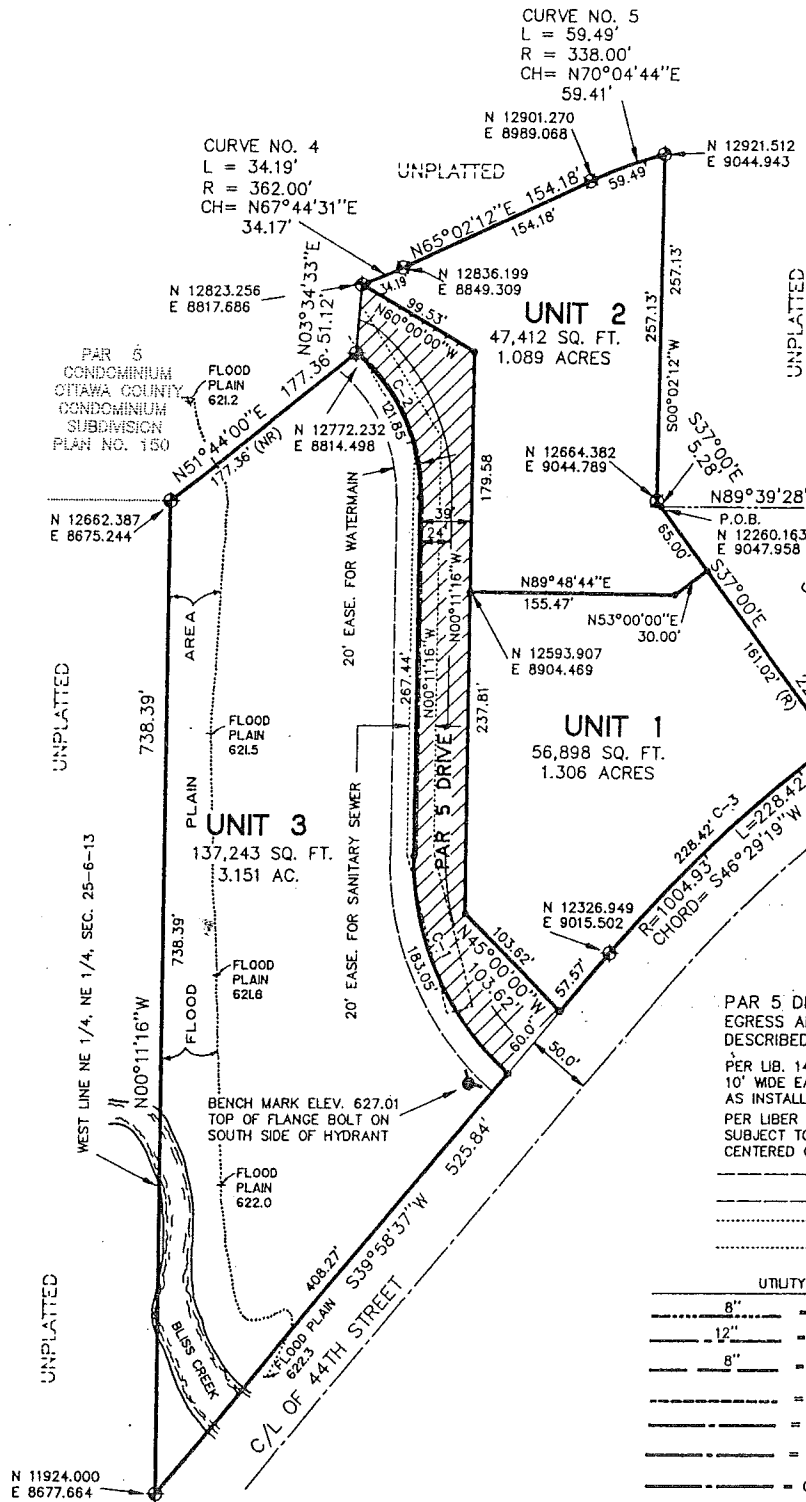 CURVE NO. 5
L = 59.49'
R = 338.00'
CH= N70°04'44"E
59.41'
N 12901.270
E 8989.068
N 12921.512
E 9044.943
CURVE NO. 4
L = 34.19'
R = 362.00'
CH= N67°44'31"E
34.17'
UNPLATTED
N65°02'12"E 154.18'
154.18'
59.49'
N03°34'33"E
51.12'
34.19'
N 12836.199
E 8849.309
N 12823.256
E 8817.686
99.53'
N60°00'00"W
UNIT 2
47,412 SQ. FT.
1.089 ACRES
257.13'
257.13'
S00°02'12"W
UNPLATTED
PAR 5
CONDOMINIUM
OTTAWA COUNTY
CONDOMINIUM
SUBDIVISION
PLAN NO. 150
FLOOD
PLAIN
621.2
N51°44'00"E 177.36'
177.36' (NR)
C-2
121.85'
N 12772.232
E 8814.498
179.58
N 12664.382
E 9044.789
S37°00'E
5.28'
N89°39'28"
P.O.B.
N 12260.163
E 9047.958
N 12662.387
E 8675.244
39'
24'
65.00'
S37°00'E
N89°48'44"E
155.47'
N53°00'00"E
30.00'
161.02' (R)
20' EASE. FOR WATERMAIN
N00°11'16"W
N00°11'16"W
267.44'
N 12593.907
E 8904.469
AREA
UNPLATTED
738.39'
FLOOD
PLAIN
621.5
PLAIN
237.81'
UNIT 1
56,898 SQ. FT.
1.306 ACRES
PAR 5 DRIVE
UNIT 3
137,243 SQ. FT.
3.151 AC.
20' EASE. FOR SANITARY SEWER
228.42' C-3
L=228.42'
R=1004.93'
CHORD= S46°29'19"W
WEST LINE NE 1/4, NE 1/4, SEC. 25-6-13
738.39'
FLOOD
PLAIN
621.6
FLOOD
N00°11'16"W
N 12326.949
E 9015.502
103.62'
N45°00'00"W
103.62'
C-1
183.05'
57.57'
60.0'
50.0'
BENCH MARK ELEV. 627.01
TOP OF FLANGE BOLT ON
SOUTH SIDE OF HYDRANT
PAR 5 D
EGRESS A
DESCRIBED
PER LIB. 14
10' WIDE EA
AS INSTALL
PER LIBER
SUBJECT TO
CENTERED
FLOOD
PLAIN
622.0
525.84'
S39°58'37"W
408.27'
UNPLATTED
BLISS CREEK
FLOOD PLAIN
622.3
C/L OF 44TH STREET
UTILITY
8" =
12" =
8" =
=
=
=
=
N 11924.000
E 8677.664